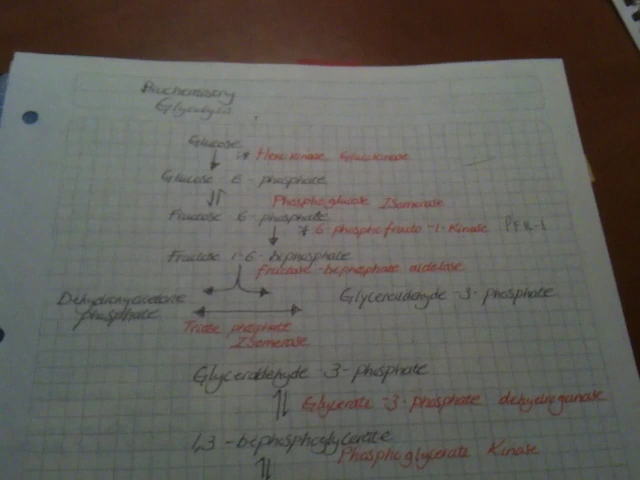 Biochemistry
Glycolysis
Glucose
* Hexokinase Glucokinase
Glucose 6-phosphate
Phosphoglucose Isomerase
Fructose 6-phosphate
* 6-phosphofructo-1-Kinase PFK-1
Fructose 1-6-bisphosphate
fructose-bisphosphate aldolase
Dehydroxyacetone phosphate
Glyceraldehyde-3-phosphate
Triose phosphate
Isomerase
Glyceraldehyde-3-phosphate
Glycerate-3-phosphate dehydroganase
1,3-bisphosphoglycerate
Phosphoglycerate Kinase